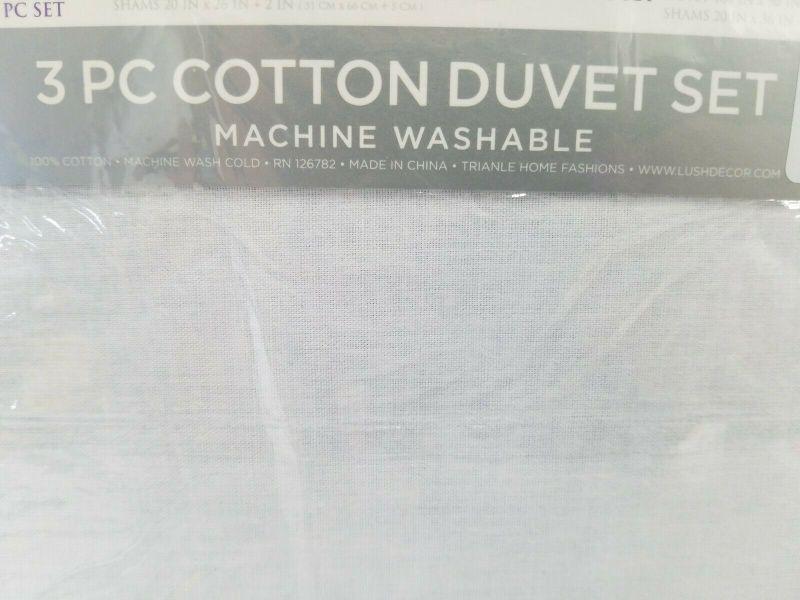 PC SET
SHAMS 20 IN x 26 IN + 2 IN ( 51 CM x 66 CM + 5 CM )
SHAMS 20 IN x 36 IN
3 PC COTTON DUVET SET
MACHINE WASHABLE
100% COTTON • MACHINE WASH COLD • RN 126782 • MADE IN CHINA • TRIANLE HOME FASHIONS • WWW.LUSHDECOR.COM